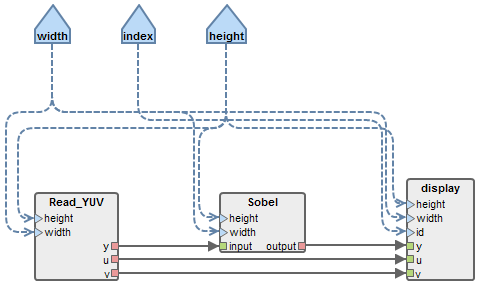 width
index
height
Read_YUV
height
width
y
u
v
Sobel
height
width
input output
display
height
width
id
y
u
v